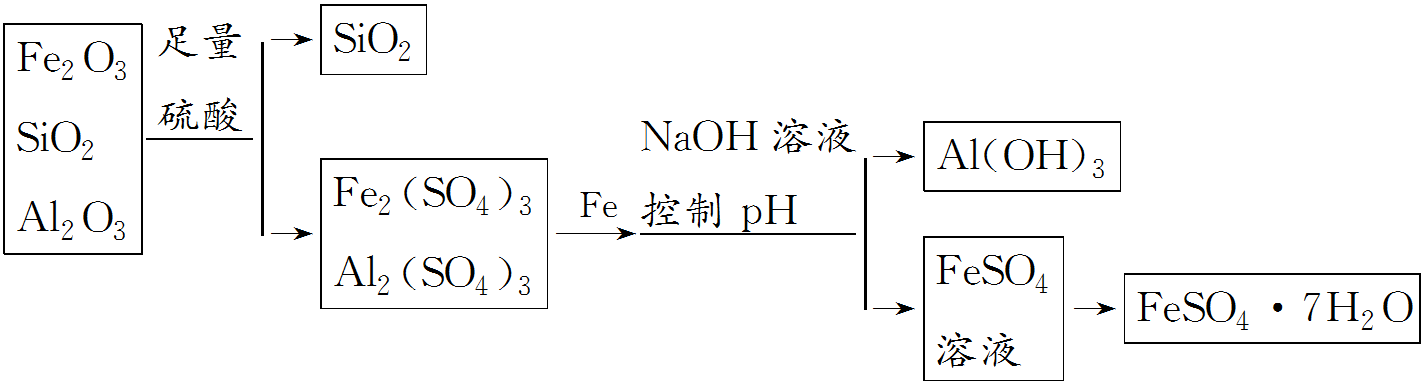 Fe₂O₃
SiO₂
Al₂O₃
足量
硫酸
SiO₂
Fe₂(SO₄)₃
Al₂(SO₄)₃
Fe
NaOH 溶液
控制 pH
Al(OH)₃
FeSO₄
溶液
FeSO₄·7H₂O